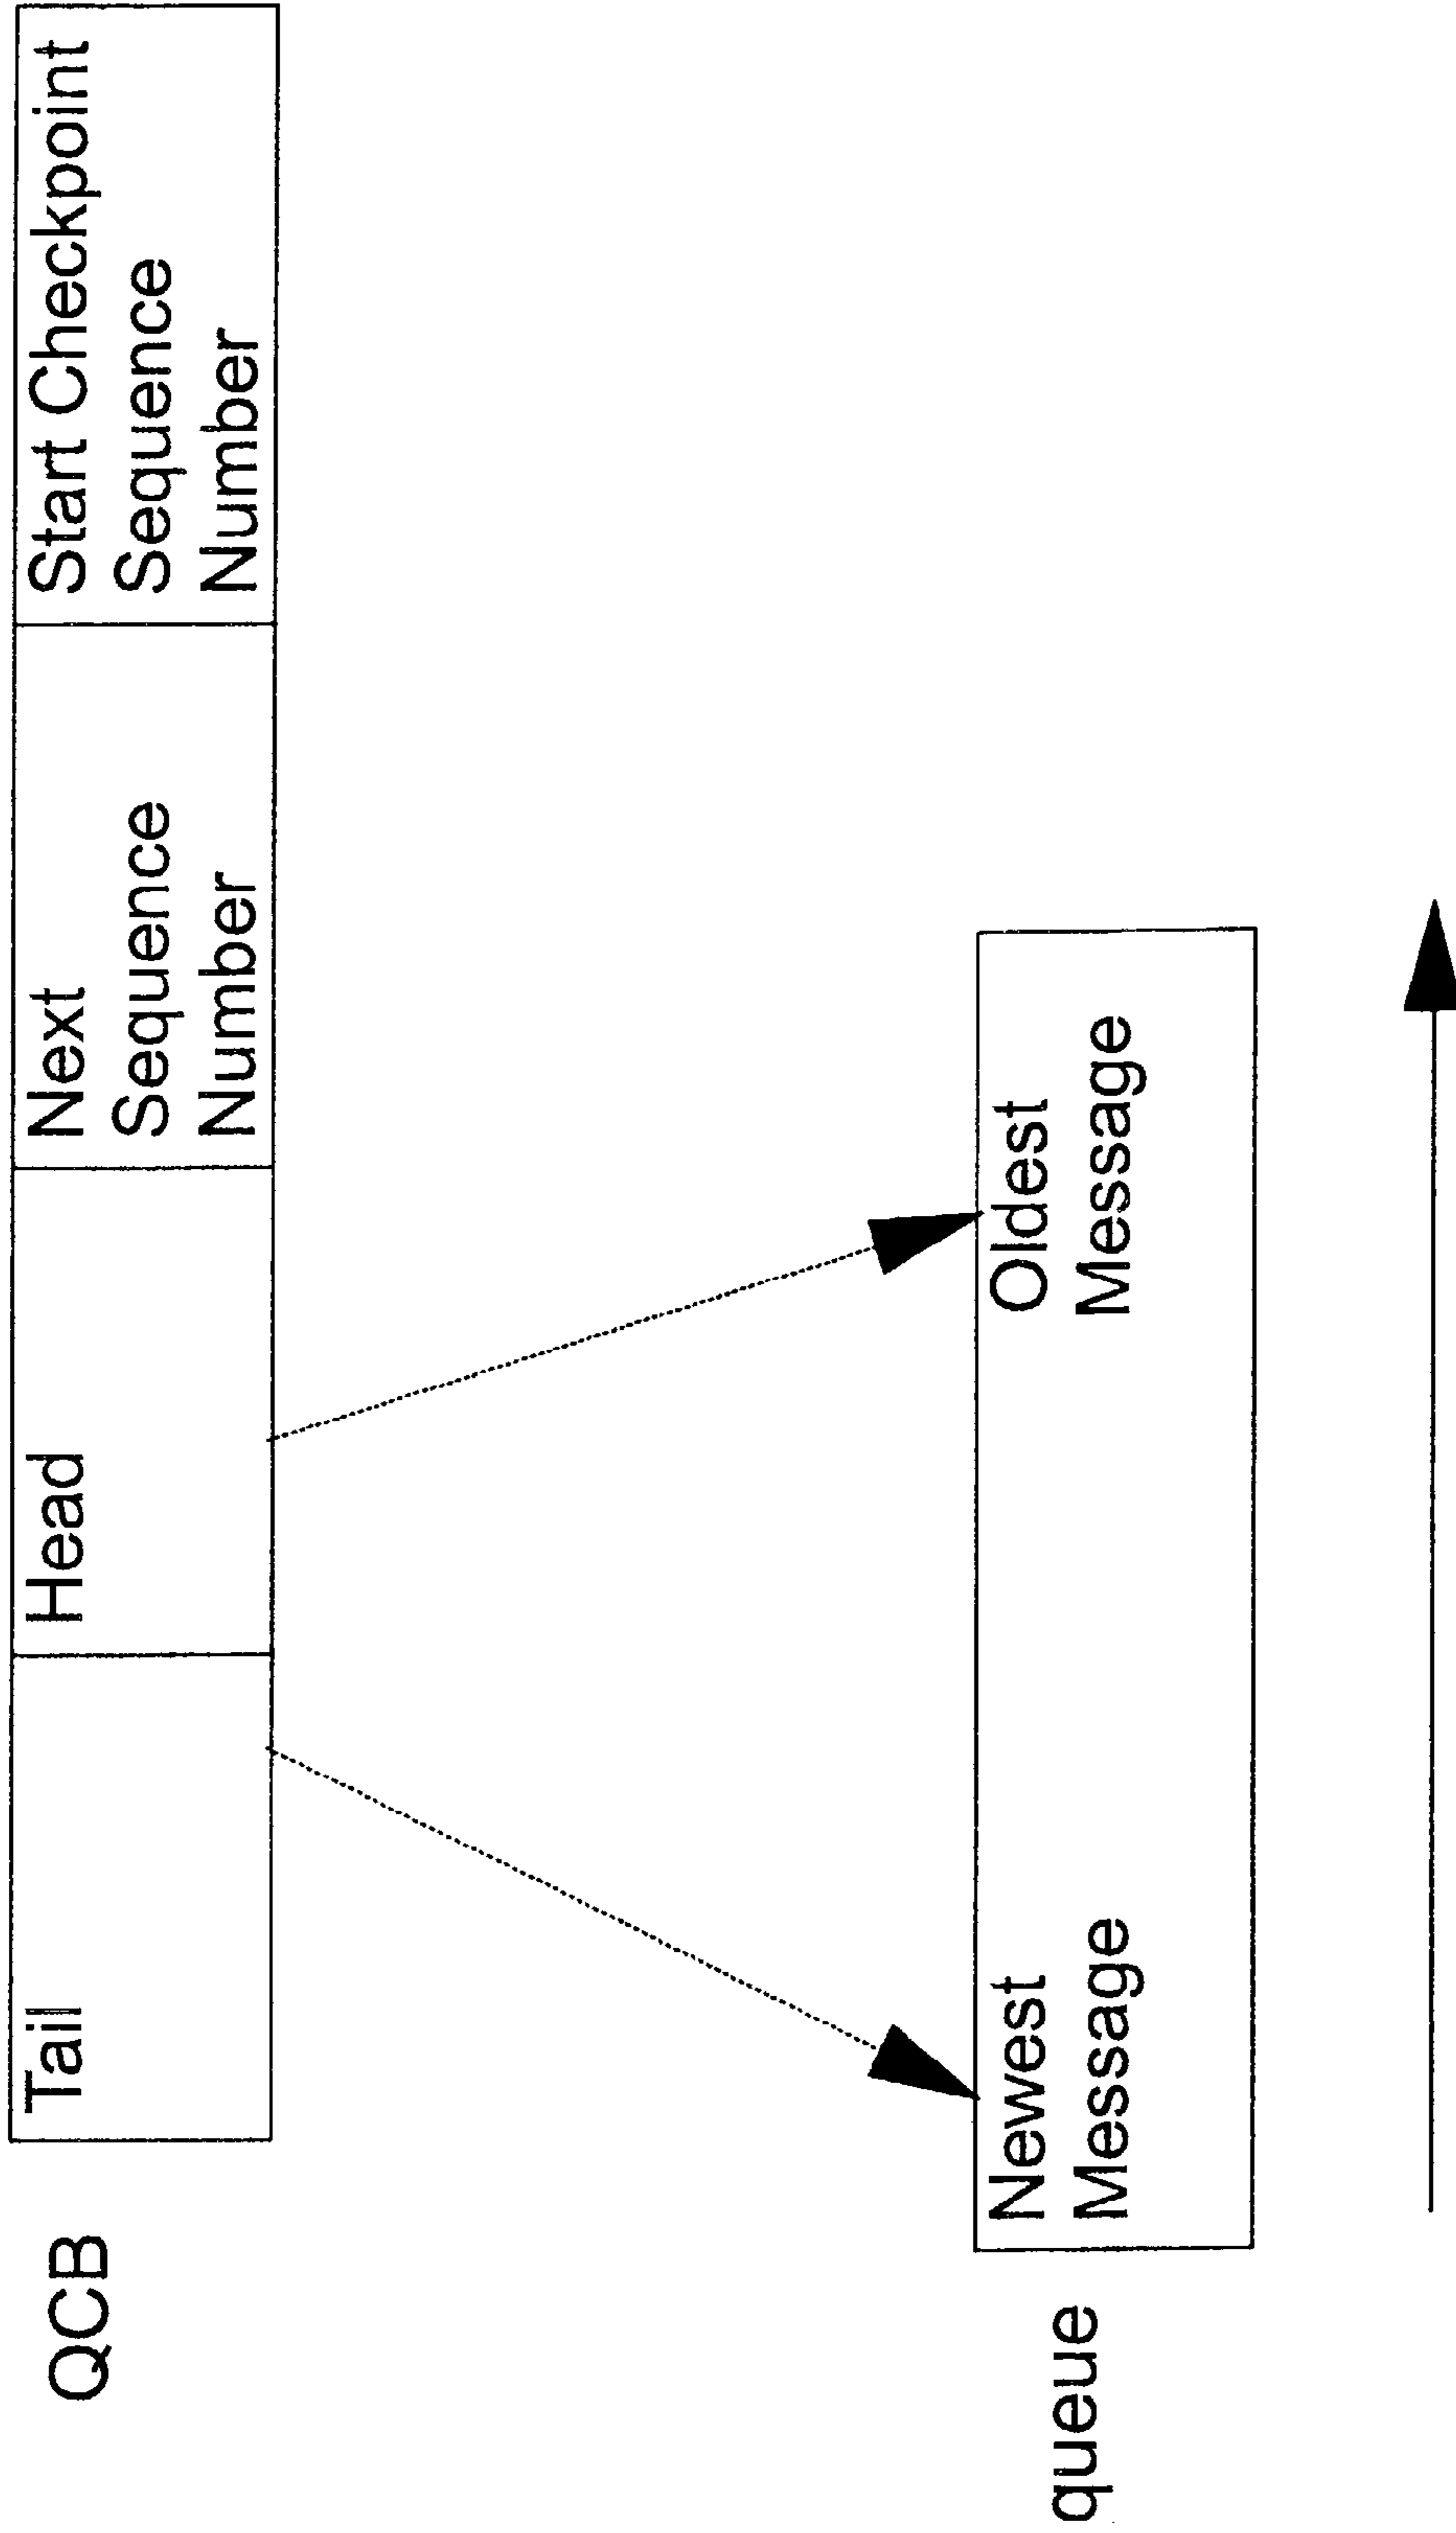 QCB
Tail
Head
Next
Sequence
Number
Start Checkpoint
Sequence
Number
queue
Newest
Message
Oldest
Message